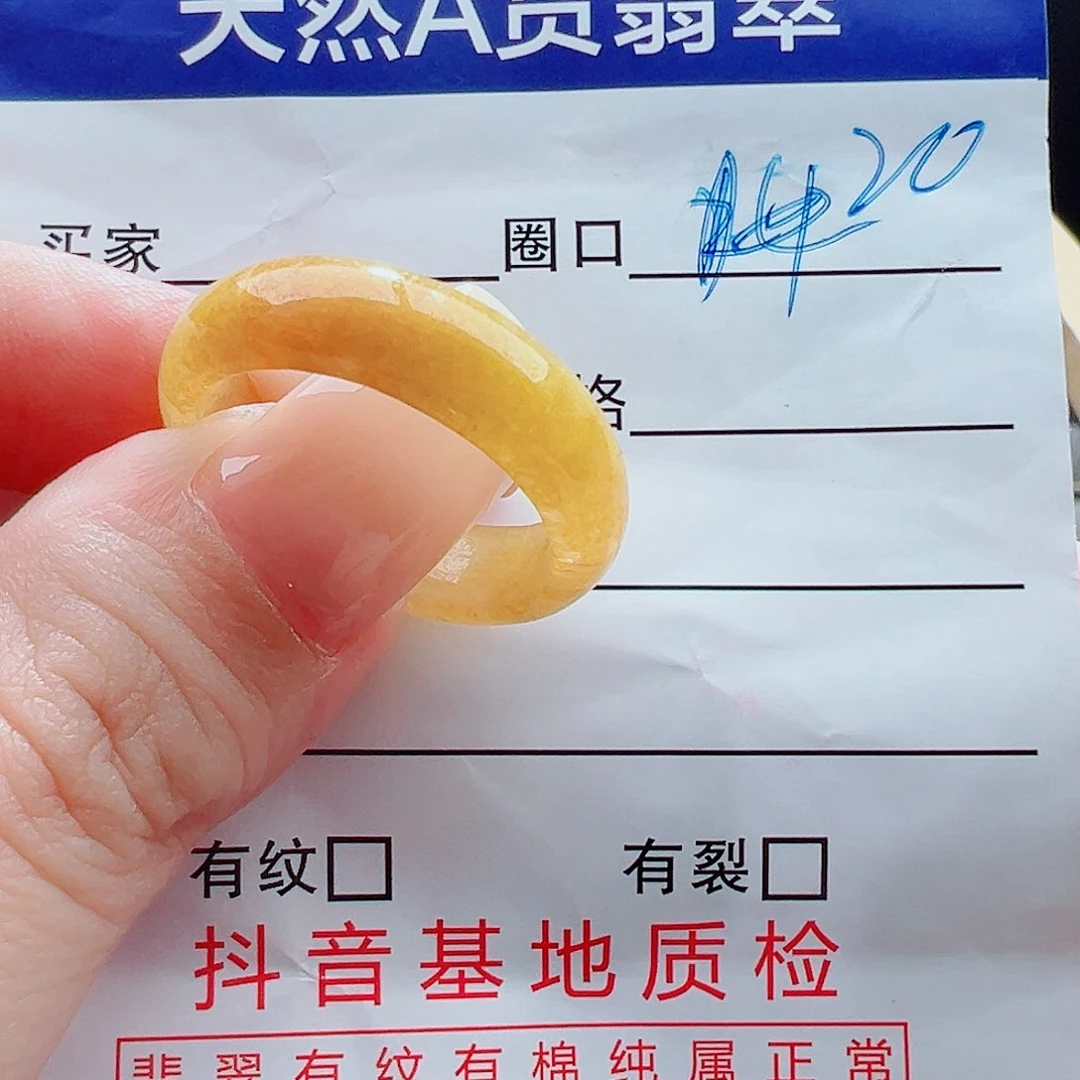 天然A货翡翠
买家 圈口 20
格
有纹□ 有裂□
抖音基地质检
翡翠有纹有棉纯属正常